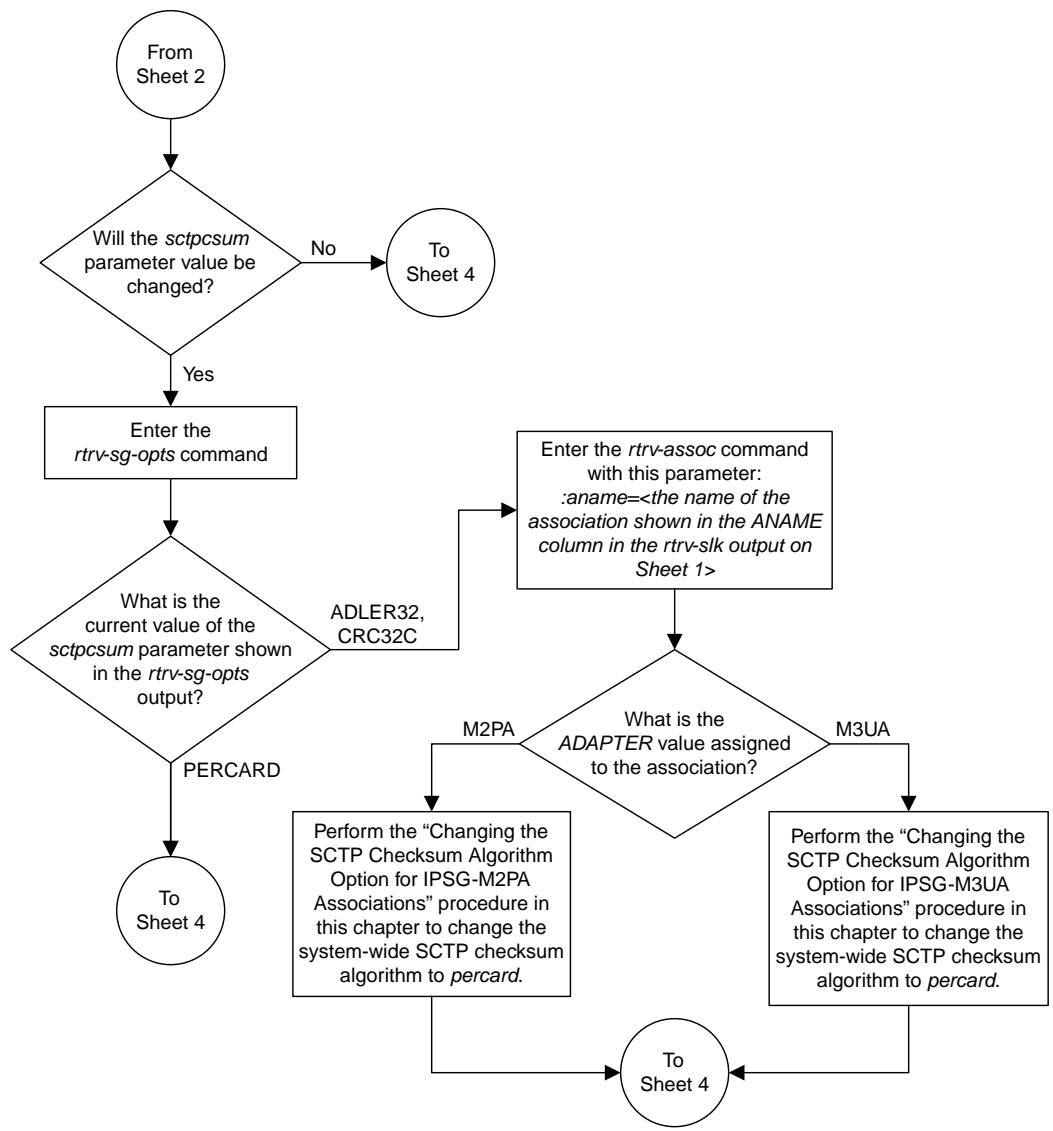 From
Sheet 2
Will the sctpcsum
parameter value be
changed?
No
To
Sheet 4
Yes
Enter the
rtrv-sg-opts command
What is the
current value of the
sctpcsum parameter shown
in the rtrv-sg-opts
output?
ADLER32,
CRC32C
PERCARD
To
Sheet 4
Enter the rtrv-assoc command
with this parameter:
:aname=<the name of the
association shown in the ANAME
column in the rtrv-slk output on
Sheet 1>
What is the
ADAPTER value assigned
to the association?
M2PA
M3UA
Perform the “Changing the
SCTP Checksum Algorithm
Option for IPSG-M2PA
Associations” procedure in
this chapter to change the
system-wide SCTP checksum
algorithm to percard.
Perform the “Changing the
SCTP Checksum Algorithm
Option for IPSG-M3UA
Associations” procedure in
this chapter to change the
system-wide SCTP checksum
algorithm to percard.
To
Sheet 4